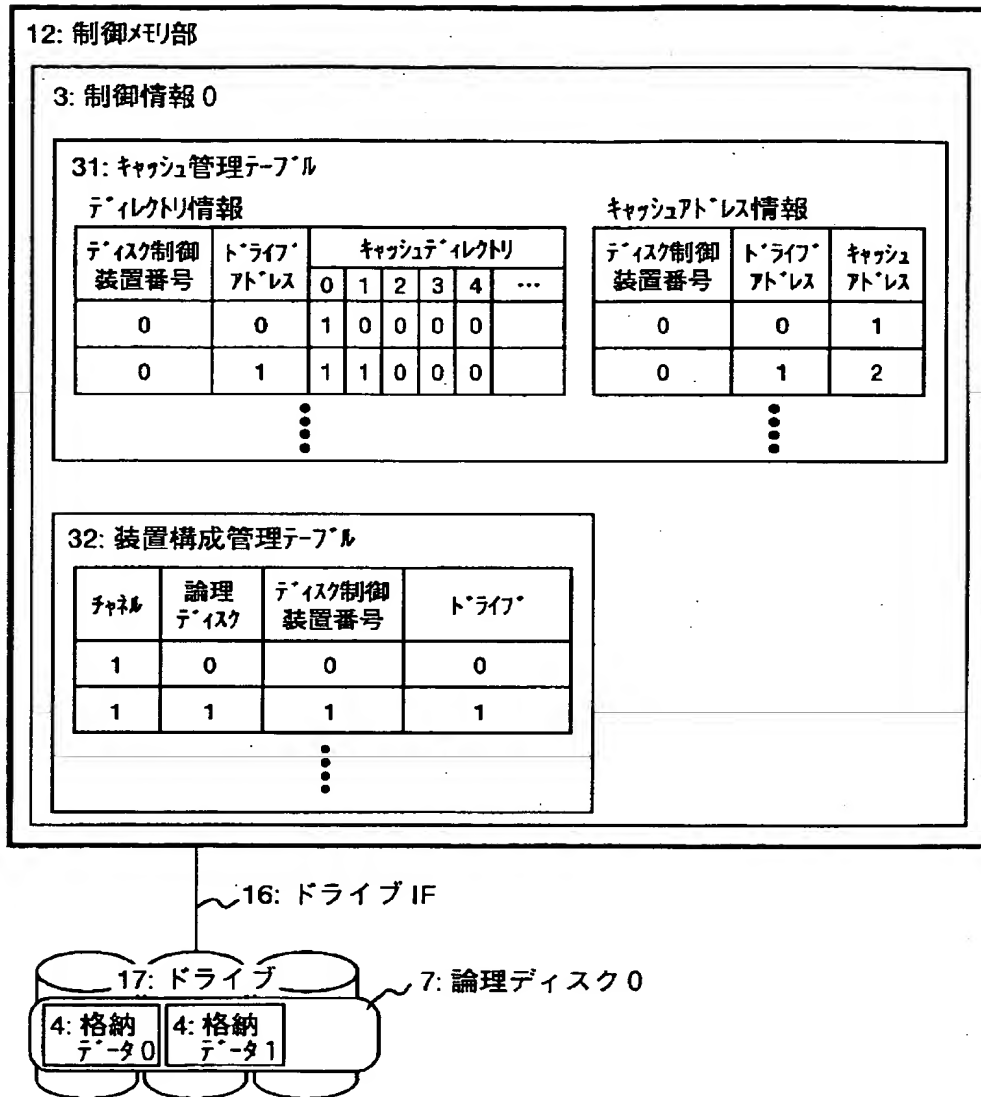 12: 制御メモリ部
3: 制御情報 0
31: キャッシュ管理テーブル
ディレクトリ情報
ディスク制御装置番号 ドライブアドレス キャッシュディレクトリ
0 1 2 3 4 …
0 0 1 0 0 0 0
0 1 1 1 0 0 0
キャッシュアドレス情報
ディスク制御装置番号 ドライブアドレス キャッシュアドレス
0 0 1
0 1 2
32: 装置構成管理テーブル
チャネル 論理ディスク ディスク制御装置番号 ドライブ
1 0 0 0
1 1 1 1
16: ドライブ IF
17: ドライブ
7: 論理ディスク 0
4: 格納データ 0
4: 格納データ 1